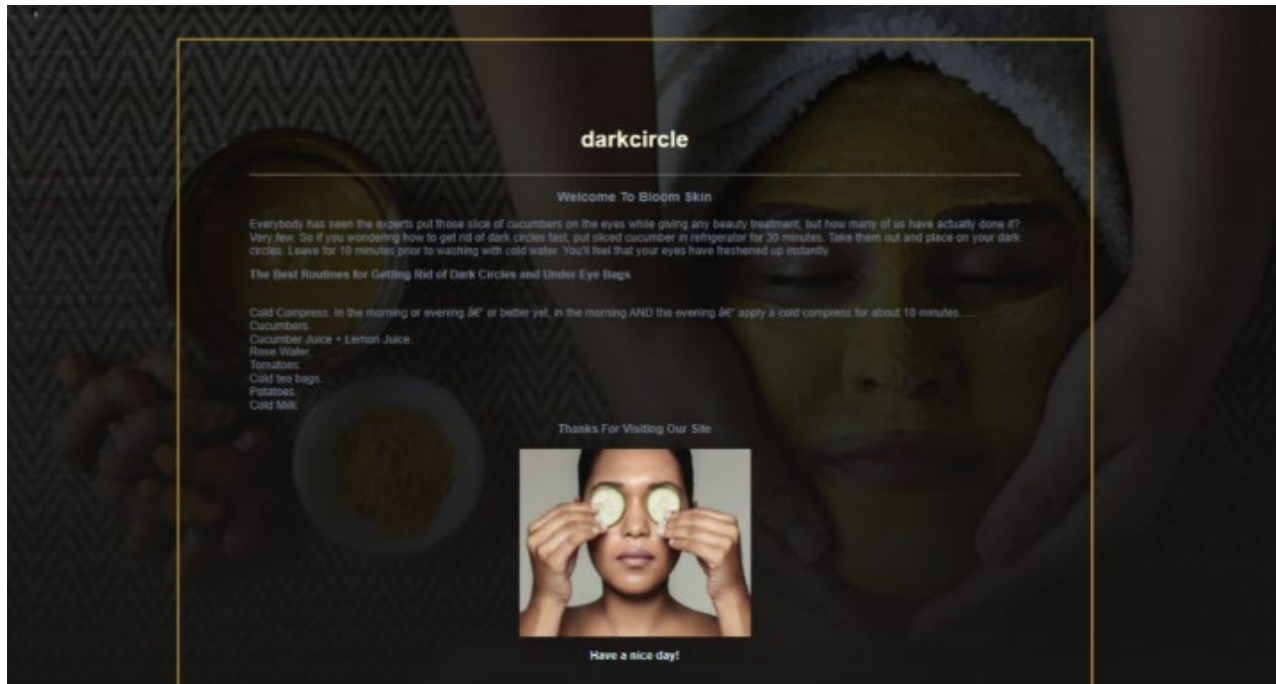 darkcircle
Welcome To Bloom Skin
Everybody has seen the experts put those slice of cucumbers on the eyes while giving any beauty treatment, but how many of us have actually done it?
Very few. So if you wondering how to get rid of dark circles fast, put sliced cucumber in refrigerator for 30 minutes. Take them out and place on your dark
circles. Leave for 10 minutes prior to washing with cold water. You'll feel that your eyes have freshened up instantly.
The Best Routines for Getting Rid of Dark Circles and Under Eye Bags
Cold Compress. In the morning or evening â€” or better yet, in the morning AND the evening â€” apply a cold compress for about 10 minutes. ...
Cucumbers.
Cucumber Juice + Lemon Juice.
Rose Water.
Tomatoes.
Cold tea bags.
Potatoes.
Cold Milk.
Thanks For Visiting Our Site
Have a nice day!